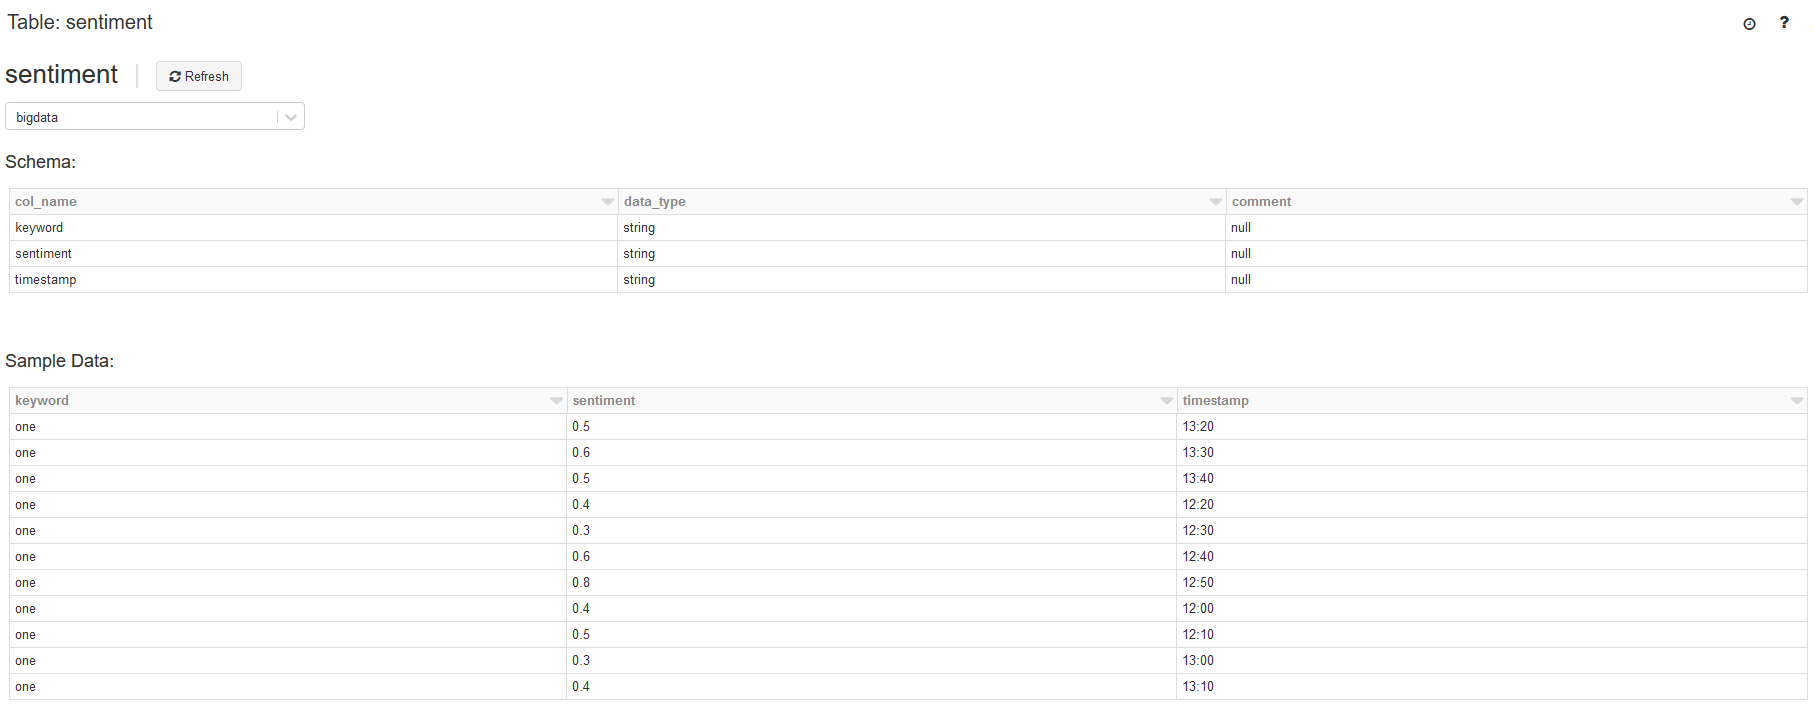 Table: sentiment ?
sentiment Refresh
bigdata
Schema:
col_name data_type comment
keyword string null
sentiment string null
timestamp string null
Sample Data:
keyword sentiment timestamp
one 0.5 13:20
one 0.6 13:30
one 0.5 13:40
one 0.4 12:20
one 0.3 12:30
one 0.6 12:40
one 0.8 12:50
one 0.4 12:00
one 0.5 12:10
one 0.3 13:00
one 0.4 13:10